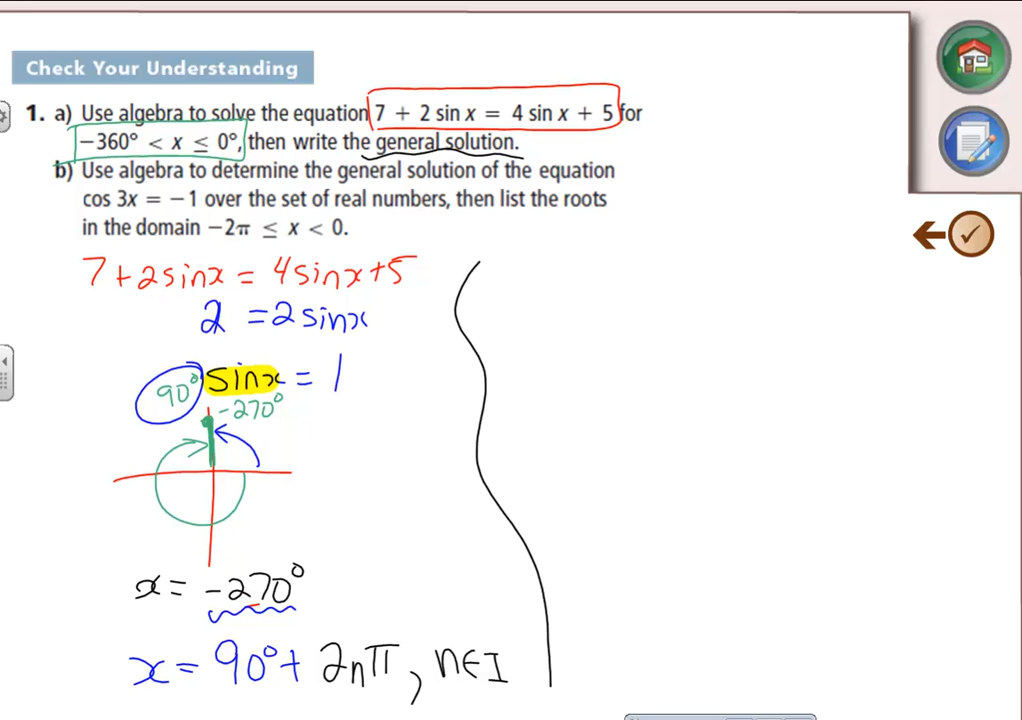 Check Your Understanding
1. a) Use algebra to solve the equation 7 + 2 sin x = 4 sin x + 5 for
−360° < x ≤ 0°, then write the general solution.
b) Use algebra to determine the general solution of the equation
cos 3x = −1 over the set of real numbers, then list the roots
in the domain −2π ≤ x < 0.
7+2sinx = 4sinx+5
2 = 2sinx
90° sinx = 1
-270°
x = -270°
x = 90° + 2nπ, n∈I